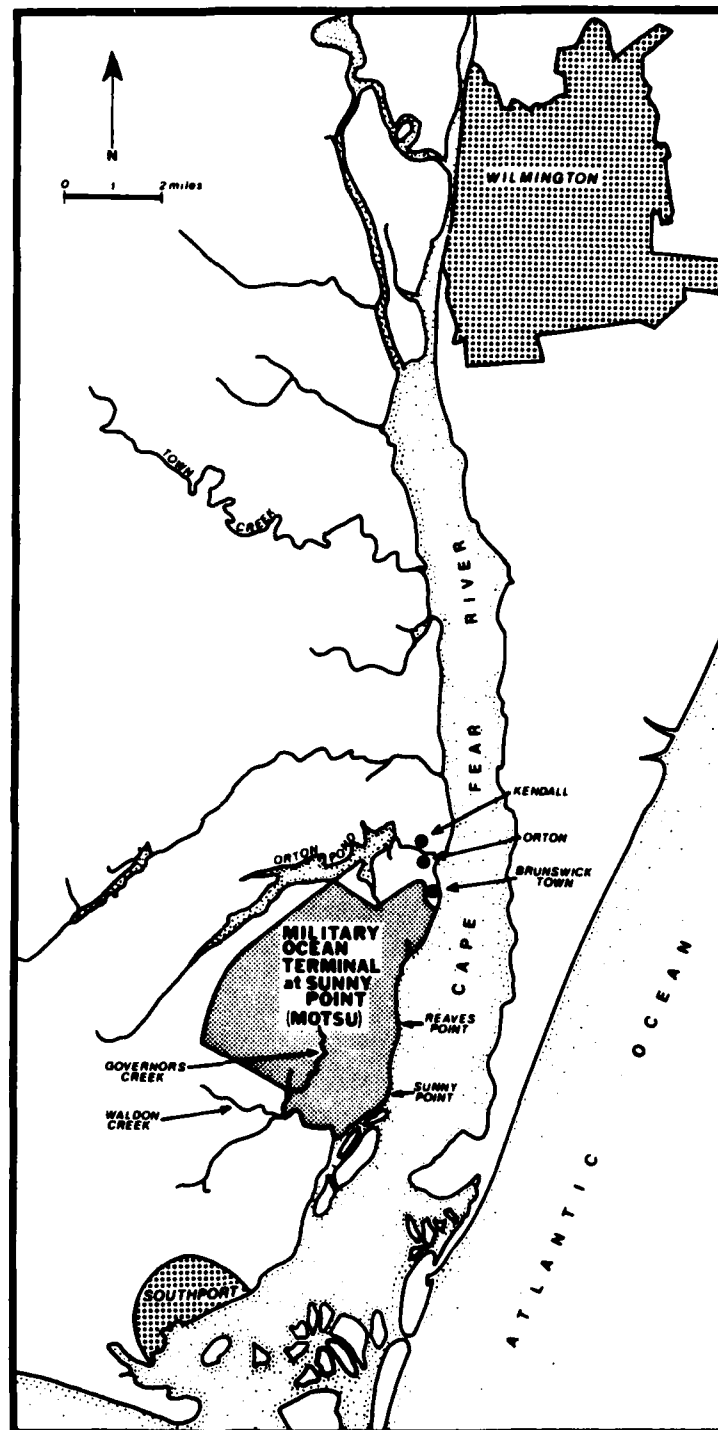 N
0 1 2 miles
WILMINGTON
TOWN
CREEK
CAPE FEAR RIVER
KENDALL
ORTON
BRUNSWICK
TOWN
ORTON POND
MILITARY
OCEAN
TERMINAL
at SUNNY
POINT
(MOTSU)
REAVES
POINT
GOVERNORS
CREEK
SUNNY
POINT
WALDON
CREEK
ATLANTIC OCEAN
SOUTHPORT